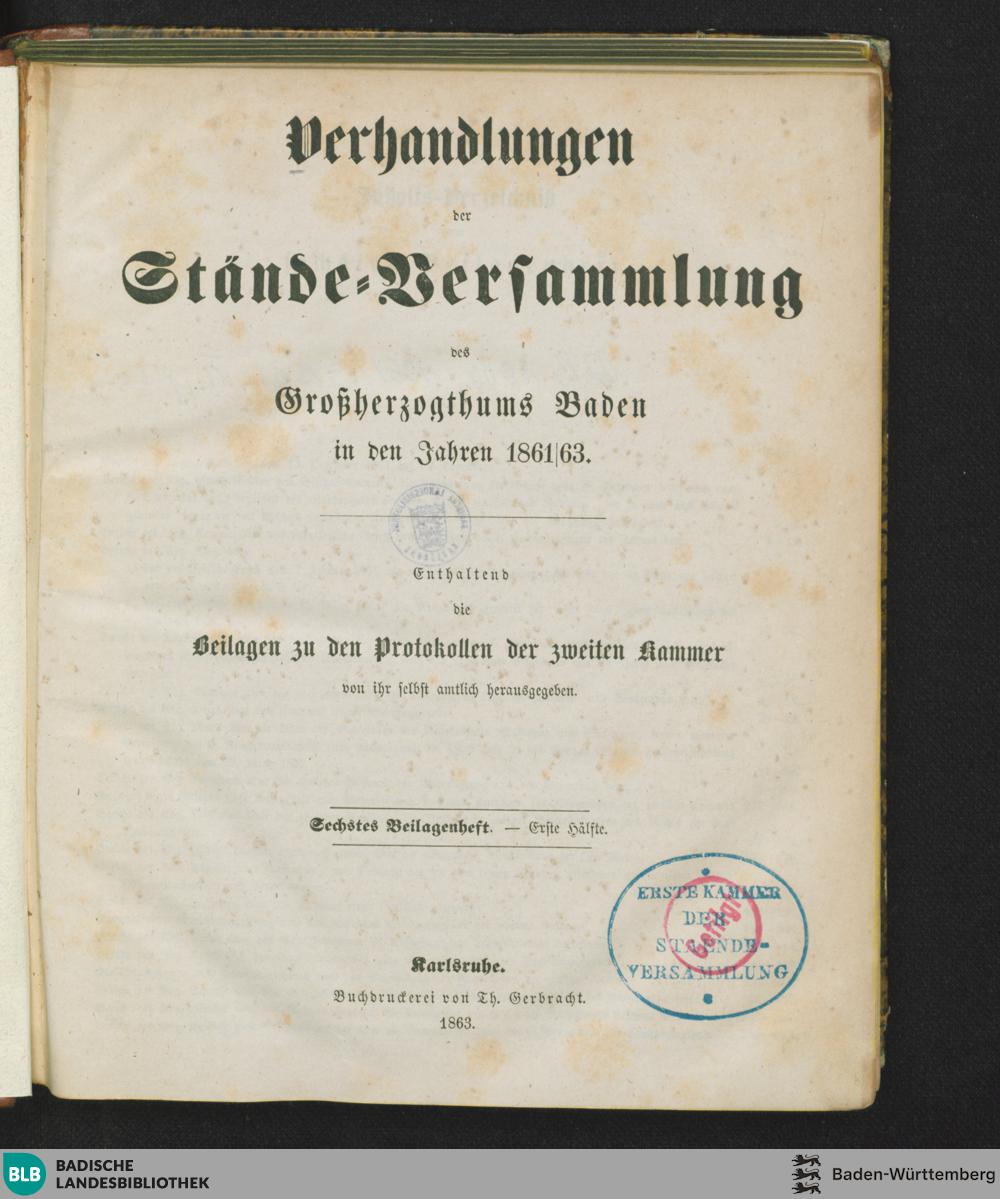 Verhandlungen
der
Stände-Versammlung
des
Großherzogthums Baden
in den Jahren 1861|63.
Enthaltend
die
Beilagen zu den Protokollen der zweiten Kammer
von ihr selbst amtlich herausgegeben.
Sechstes Beilagenheft. — Erste Hälfte.
ERSTE KAMMER
DER
STAENDE-
VERSAMMLUNG
Karlsruhe.
Buchdruckerei von Th. Gerbracht.
1863.
BLB
BADISCHE
LANDESBIBLIOTHEK
Baden-Württemberg